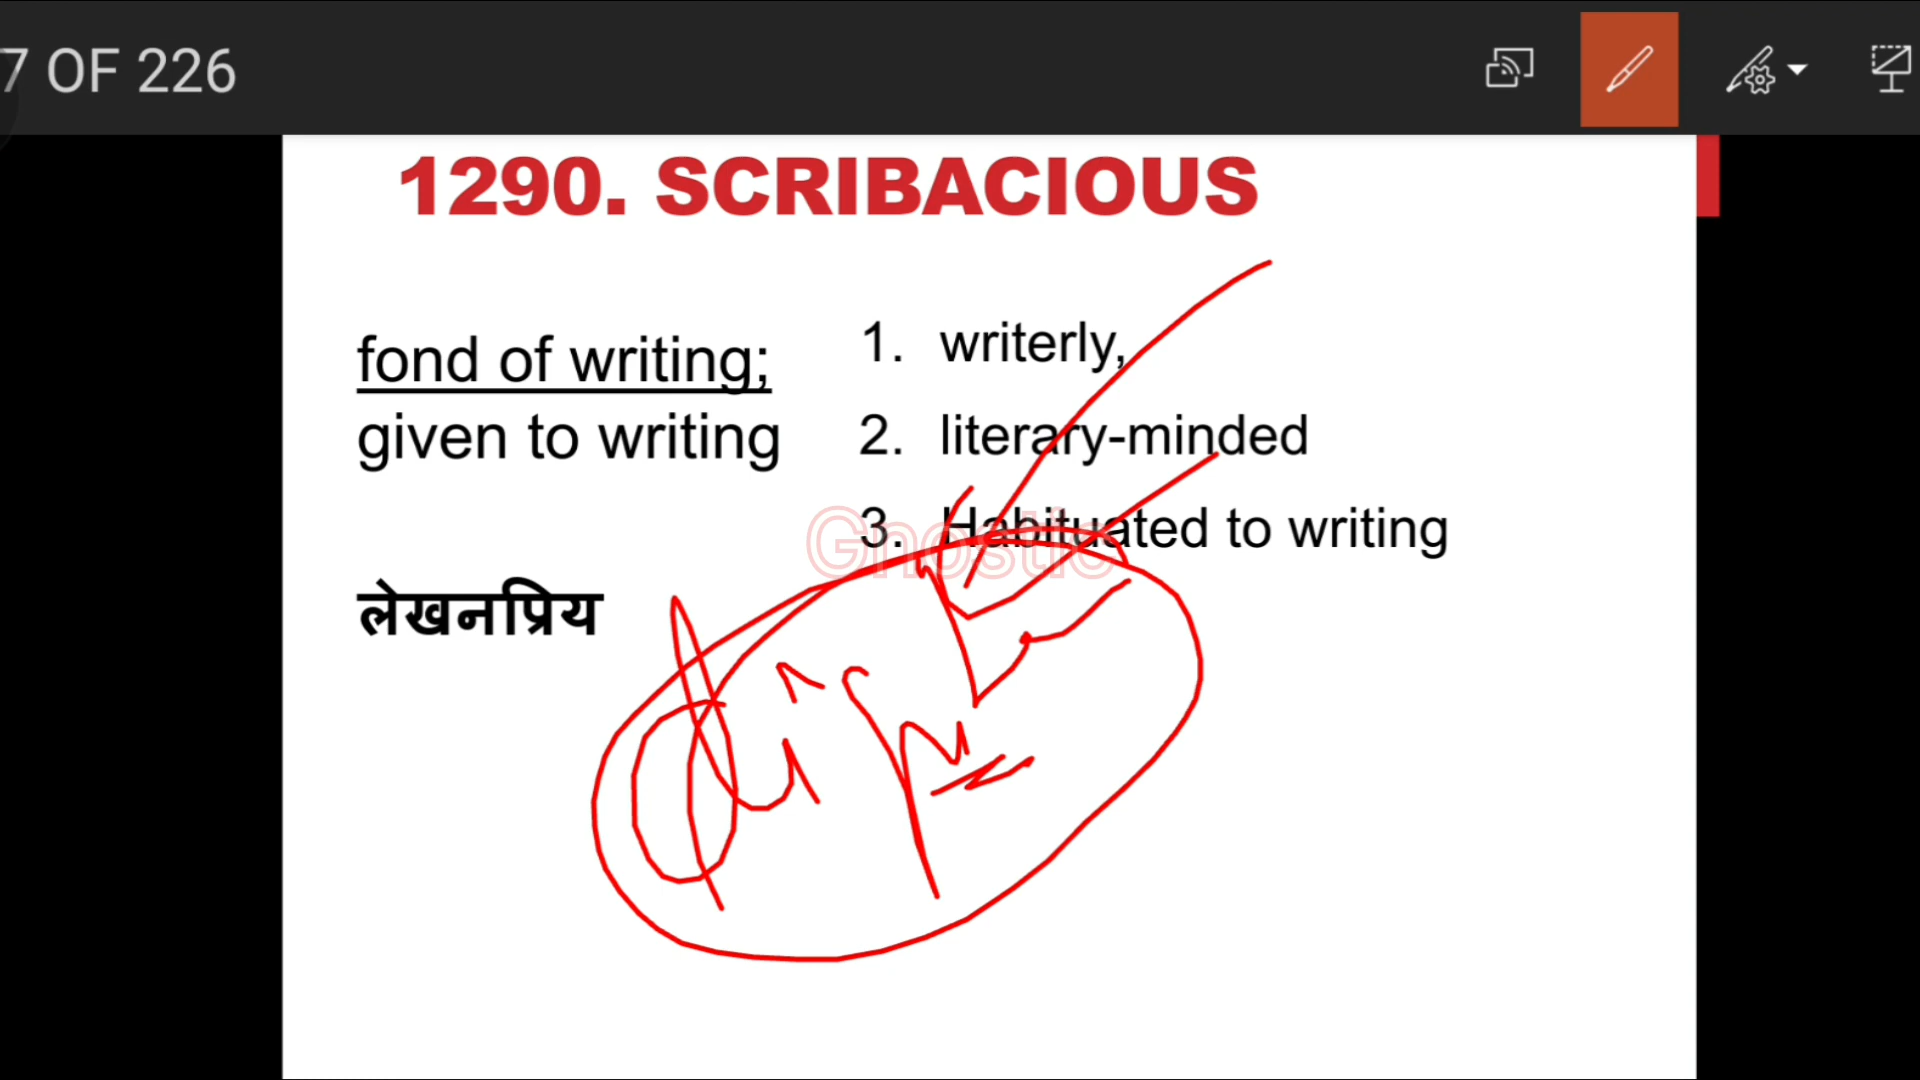 7 OF 226
1290. SCRIBACIOUS
fond of writing;
given to writing
लेखनप्रिय
1. writerly,
2. literary-minded
3. Habituated to writing
Gnostic